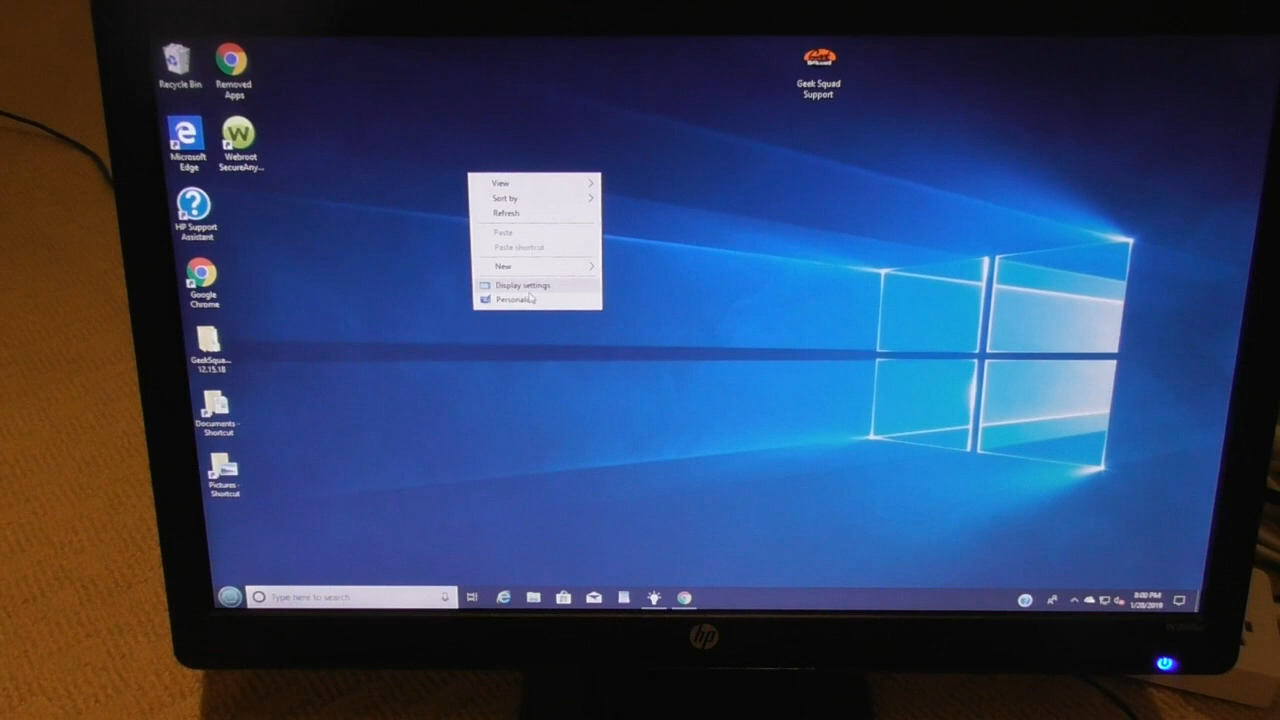 Recycle Bin
Removed
Apps
Geek Squad
Support
Microsoft
Edge
Webroot
SecureAny...
HP Support
Assistant
Google
Chrome
GeekSqua...
12.15.18
Documents -
Shortcut
Pictures -
Shortcut
View
Sort by
Refresh
Paste
Paste shortcut
New
Display settings
Personalize
Type here to search
8:00 PM
1/28/2019
hp